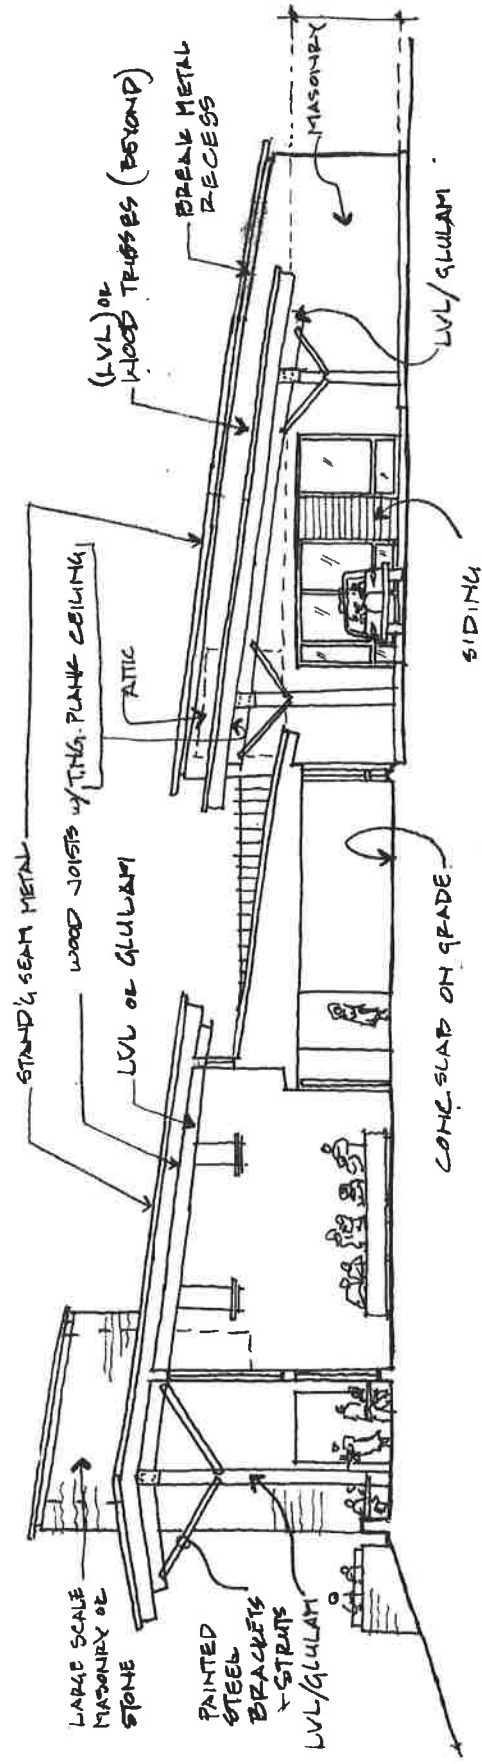 LARGE SCALE
MASONRY OR
STONE
PAINTED
STEEL
BRACKETS
+ STRUTS
LVL/GLULAM
STAND'G SEAM METAL
WOOD JOISTS W/ T.&G. PLANK CEILING
LVL OR GLULAM
ATTIC
(LVL) OR
WOOD TRUSSES (BEYOND)
BREAK METAL
RECESS
MASONRY
LVL/GLULAM
SIDING
CONC. SLAB ON GRADE